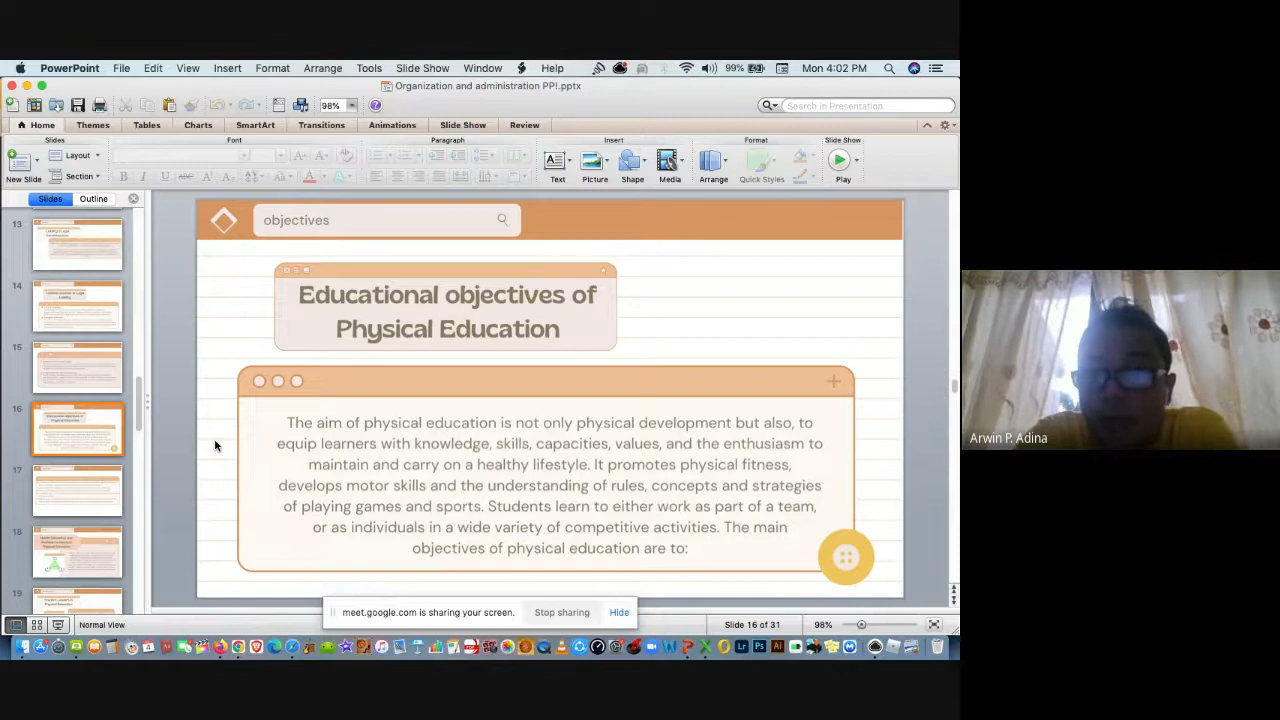 PowerPoint File Edit View Insert Format Arrange Tools Slide Show Window Help 99% Mon 4:02 PM
Organization and administration PP!.pptx
98% Search in Presentation
Home Themes Tables Charts SmartArt Transitions Animations Slide Show Review
Slides Font Paragraph Insert Format Slide Show
Layout
New Slide Section Text Picture Shape Media Arrange Quick Styles Play
Slides Outline
objectives
Educational objectives of
Physical Education
The aim of physical education is not only physical development but also, to
equip learners with knowledge, skills, capacities, values, and the enthusiasm to
maintain and carry on a healthy lifestyle. It promotes physical fitness,
develops motor skills and the understanding of rules, concepts and strategies
of playing games and sports. Students learn to either work as part of a team,
or as individuals in a wide variety of competitive activities. The main
objectives of physical education are to:
13
14
15
16
17
18
19
Arwin P. Adina
meet.google.com is sharing your screen. Stop sharing Hide
Normal View Slide 16 of 31 98%